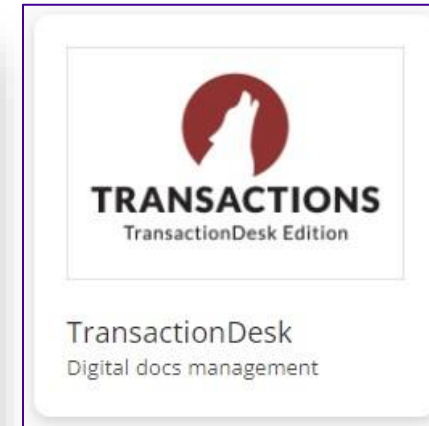 TRANSACTIONS
TransactionDesk Edition
TransactionDesk
Digital docs management